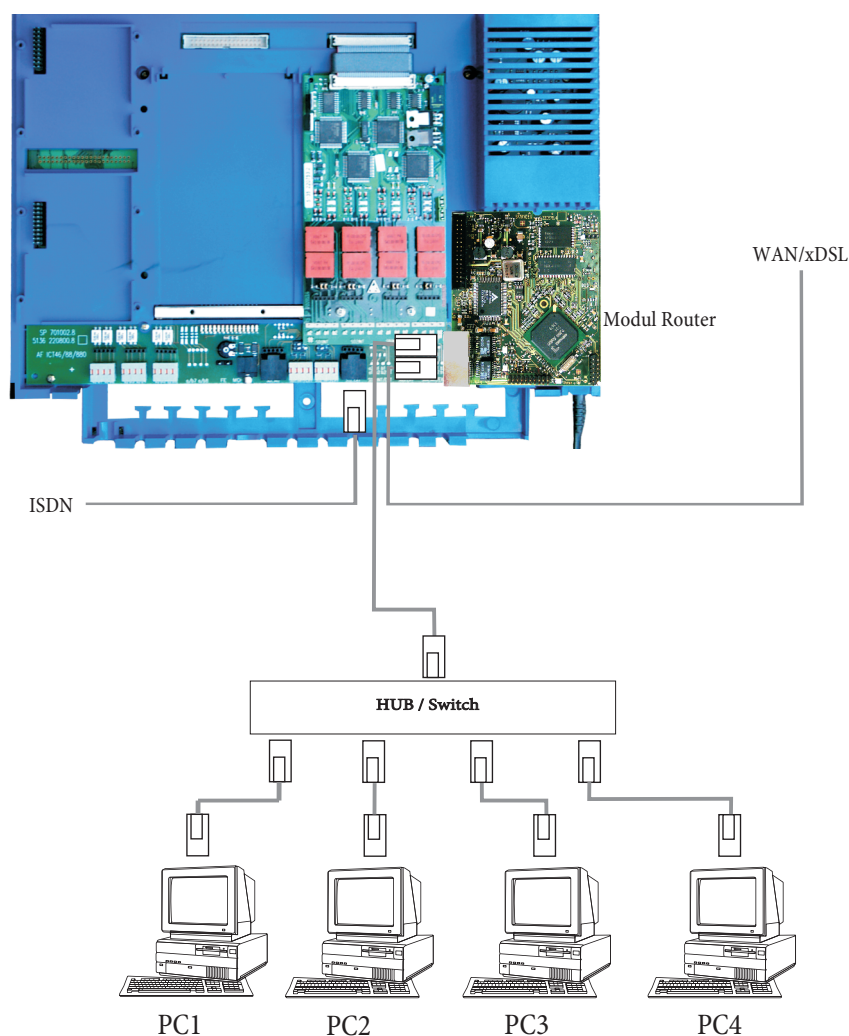 WAN/xDSL
Modul Router
SP 701002.8
5136 220800.8
AF ICT46/88/880
ISDN
HUB / Switch
PC1
PC2
PC3
PC4